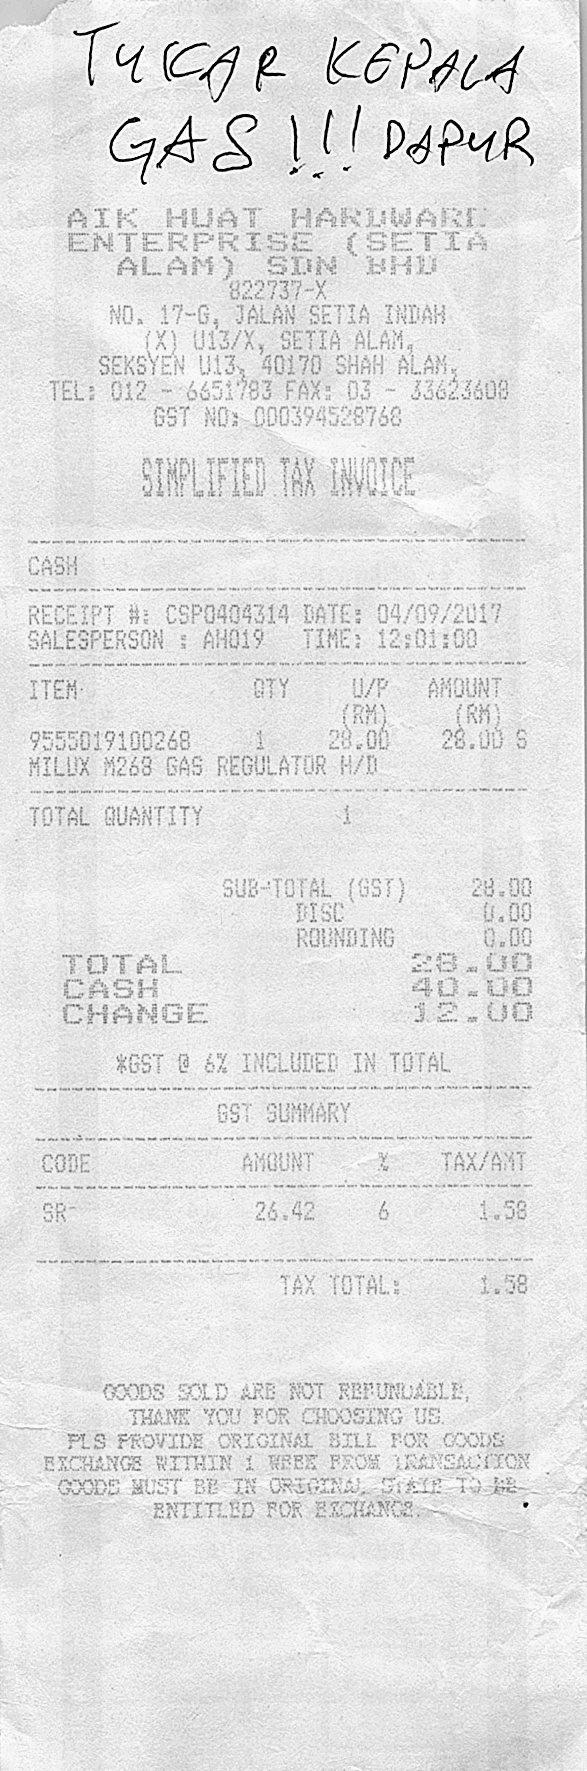 TUKAR KEPALA
GAS !!! DAPUR
AIK HUAT HARDWARE
ENTERPRISE (SETIA
ALAM) SDN BHD
822737-X
NO. 17-G, JALAN SETIA INDAH
(X) U13/X, SETIA ALAM,
SEKSYEN U13, 40170 SHAH ALAM,
TEL: 012 - 6651783 FAX: 03 - 33623608
GST NO: 000394528768
SIMPLIFIED TAX INVOICE
CASH
RECEIPT #: CSP0404314 DATE: 04/09/2017
SALESPERSON : AH019 TIME: 12:01:00
ITEM QTY U/P AMOUNT
(RM) (RM)
9555019100268 1 28.00 28.00 S
MILUX M268 GAS REGULATOR H/D
TOTAL QUANTITY 1
SUB-TOTAL (GST) 28.00
DISC 0.00
ROUNDING 0.00
TOTAL 28.00
CASH 40.00
CHANGE 12.00
*GST @ 6% INCLUDED IN TOTAL
GST SUMMARY
CODE AMOUNT % TAX/AMT
SR 26.42 6 1.58
TAX TOTAL: 1.58
GOODS SOLD ARE NOT REFUNDABLE,
THANK YOU FOR CHOOSING US.
PLS PROVIDE ORIGINAL BILL FOR GOODS
EXCHANGE WITHIN 1 WEEK FROM TRANSACTION
GOODS MUST BE IN ORIGINAL STATE TO BE
ENTITLED FOR EXCHANGE.